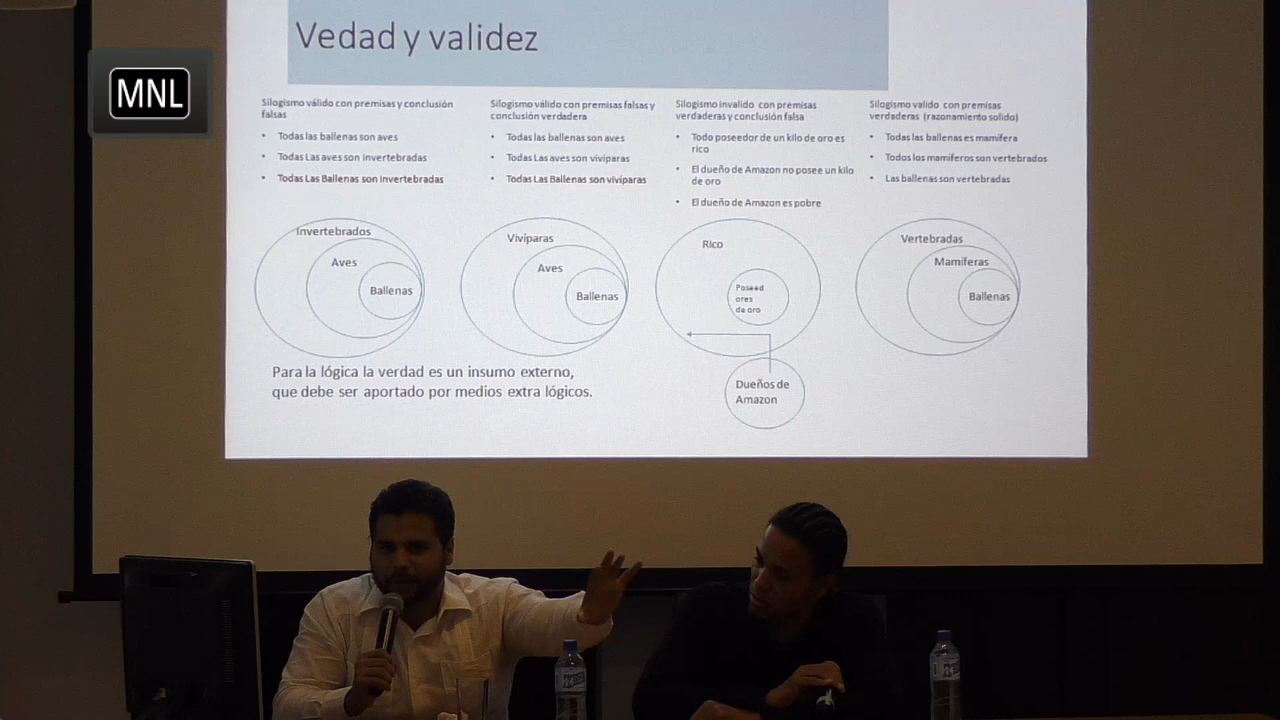 Vedad y validez
MNL
Silogismo válido con premisas y conclusión
falsas
• Todas las ballenas son aves
• Todas Las aves son invertebradas
• Todas Las Ballenas son invertebradas
Silogismo válido con premisas falsas y
conclusión verdadera
• Todas las ballenas son aves
• Todas Las aves son vivíparas
• Todas Las Ballenas son vivíparas
Silogismo invalido con premisas
verdaderas y conclusión falsa
• Todo poseedor de un kilo de oro es
rico
• El dueño de Amazon no posee un kilo
de oro
• El dueño de Amazon es pobre
Silogismo valido con premisas
verdaderas (razonamiento solido)
• Todas las ballenas es mamífera
• Todos los mamíferos son vertebrados
• Las ballenas son vertebradas
Invertebrados
Aves
Ballenas
Vivíparas
Aves
Ballenas
Rico
Poseed
ores
de oro
Dueños de
Amazon
Vertebradas
Mamíferas
Ballenas
Para la lógica la verdad es un insumo externo,
que debe ser aportado por medios extra lógicos.